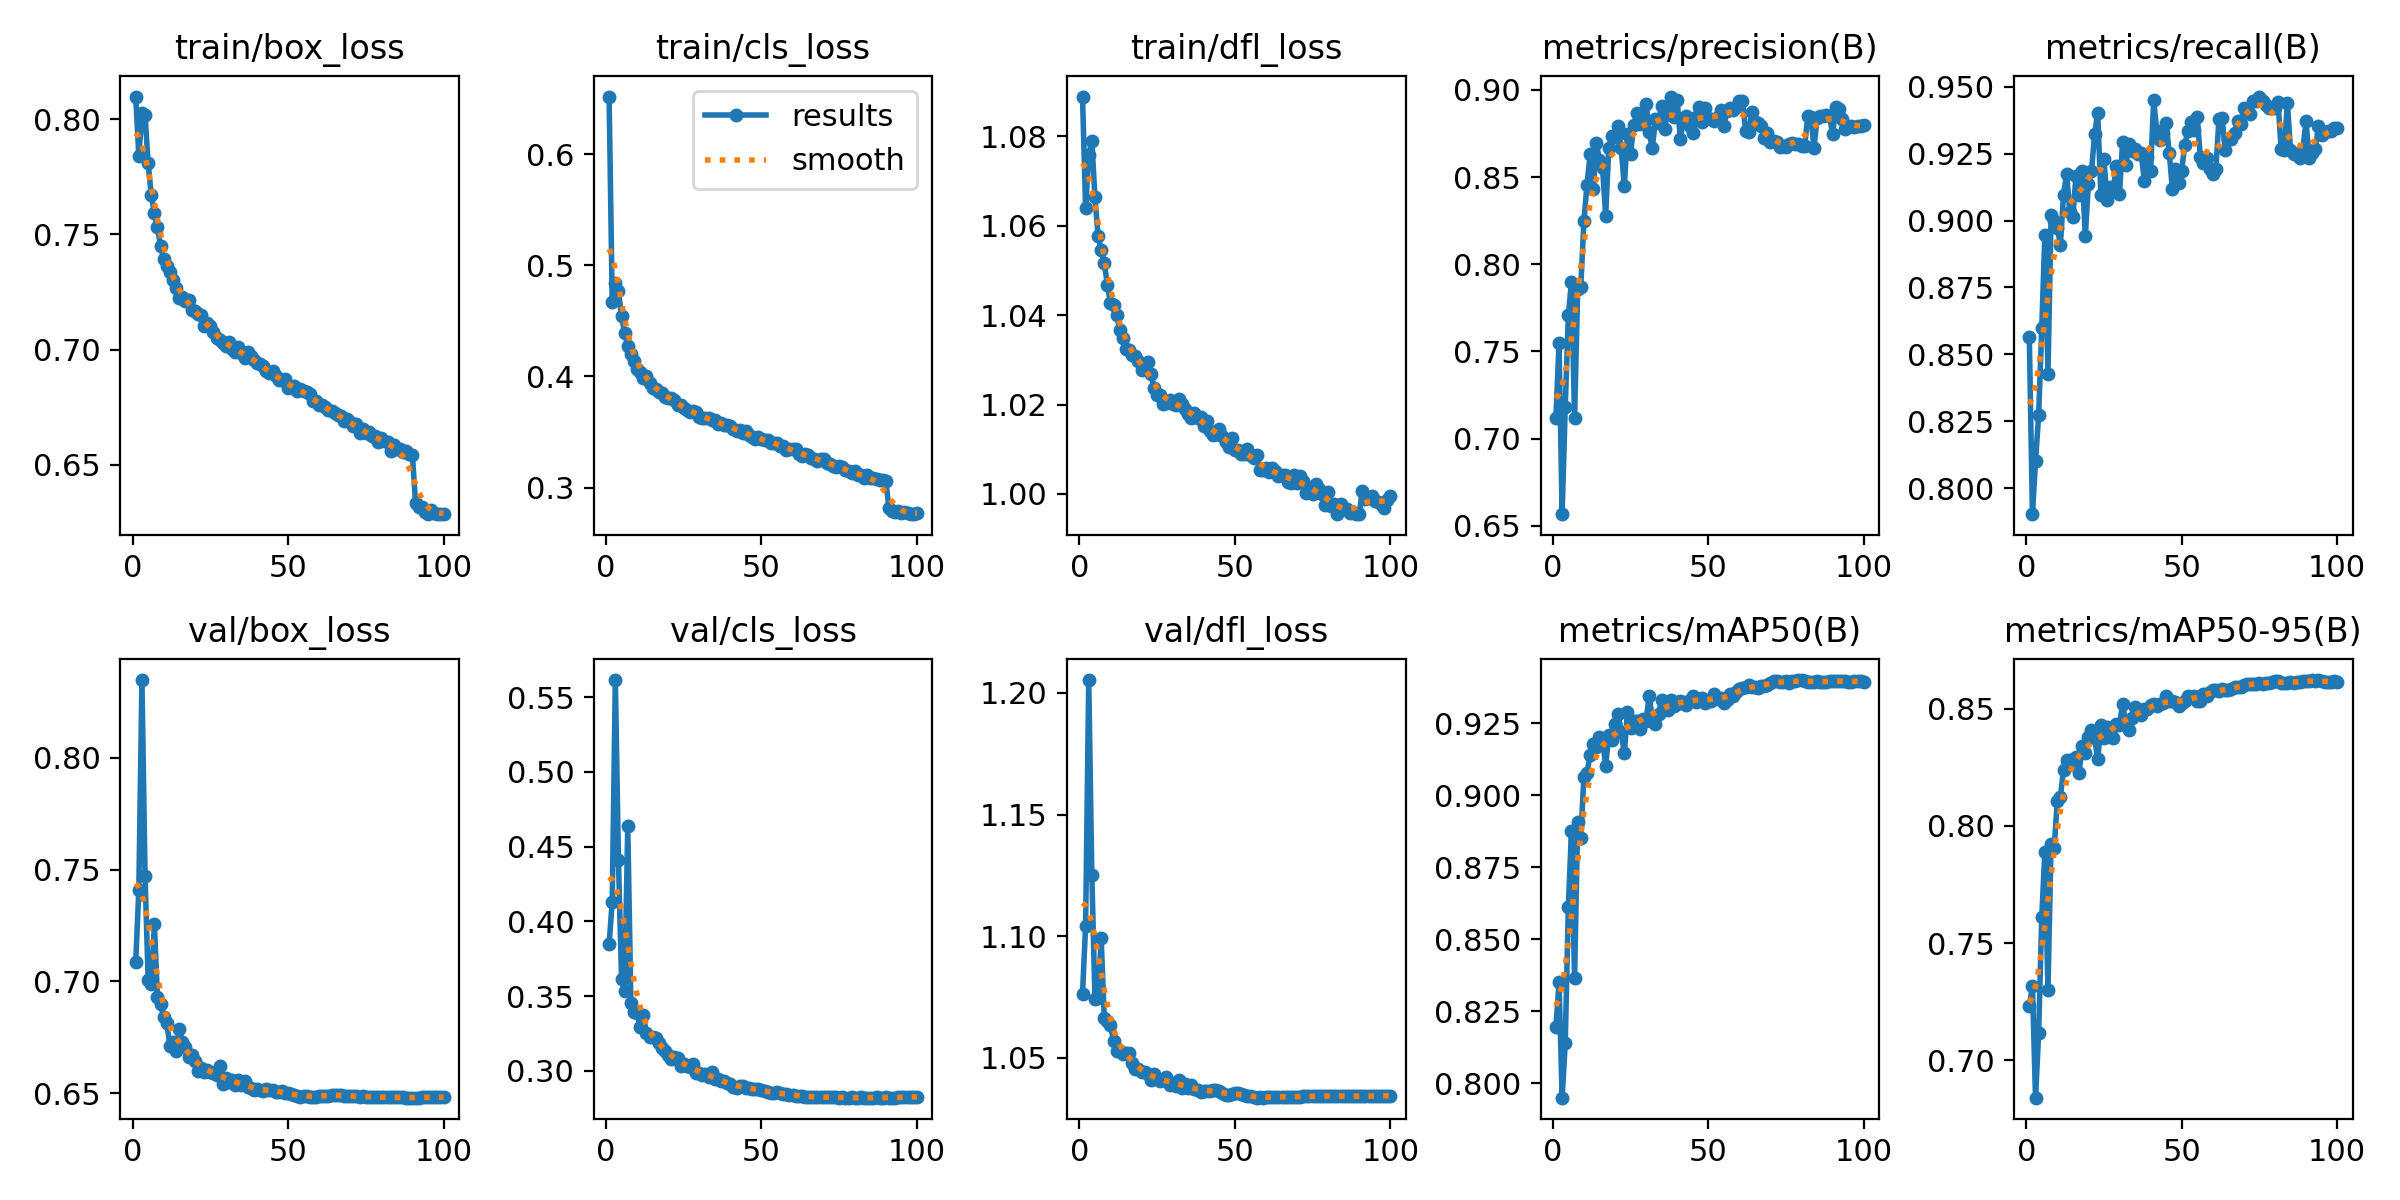 train/box_loss
0.80
0.75
0.70
0.65
0 50 100
train/cls_loss
results
smooth
0.6
0.5
0.4
0.3
0 50 100
train/dfl_loss
1.08
1.06
1.04
1.02
1.00
0 50 100
metrics/precision(B)
0.90
0.85
0.80
0.75
0.70
0.65
0 50 100
metrics/recall(B)
0.950
0.925
0.900
0.875
0.850
0.825
0.800
0 50 100
val/box_loss
0.80
0.75
0.70
0.65
0 50 100
val/cls_loss
0.55
0.50
0.45
0.40
0.35
0.30
0 50 100
val/dfl_loss
1.20
1.15
1.10
1.05
0 50 100
metrics/mAP50(B)
0.925
0.900
0.875
0.850
0.825
0.800
0 50 100
metrics/mAP50-95(B)
0.85
0.80
0.75
0.70
0 50 100